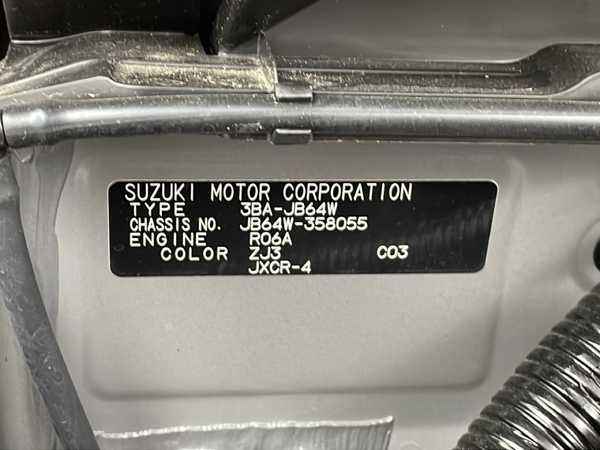 SUZUKI MOTOR CORPORATION
TYPE 3BA-JB64W
CHASSIS NO. JB64W-358055
ENGINE R06A
COLOR ZJ3 C03
JXCR-4